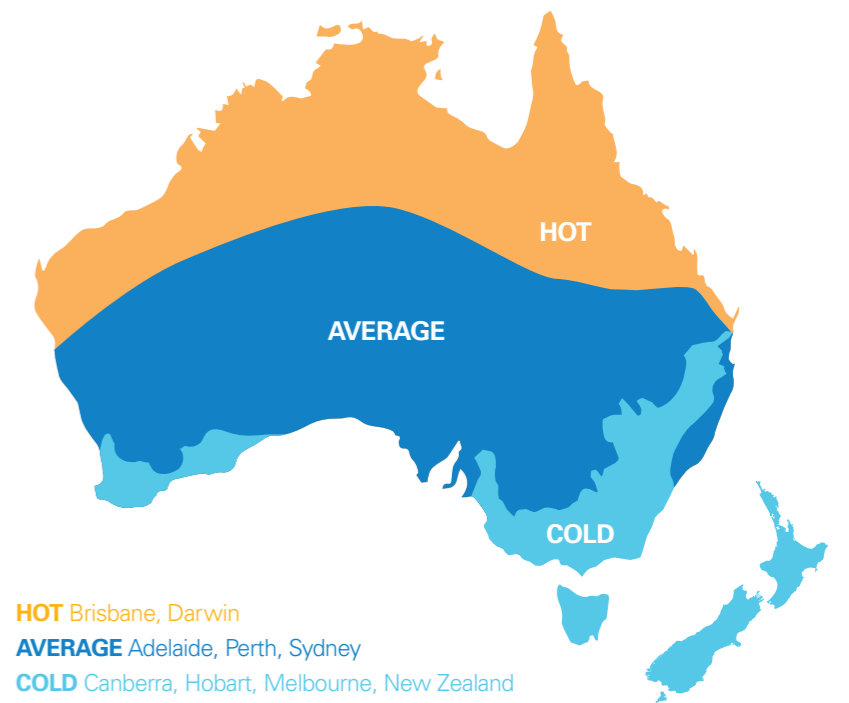 HOT
AVERAGE
COLD
HOT Brisbane, Darwin
AVERAGE Adelaide, Perth, Sydney
COLD Canberra, Hobart, Melbourne, New Zealand